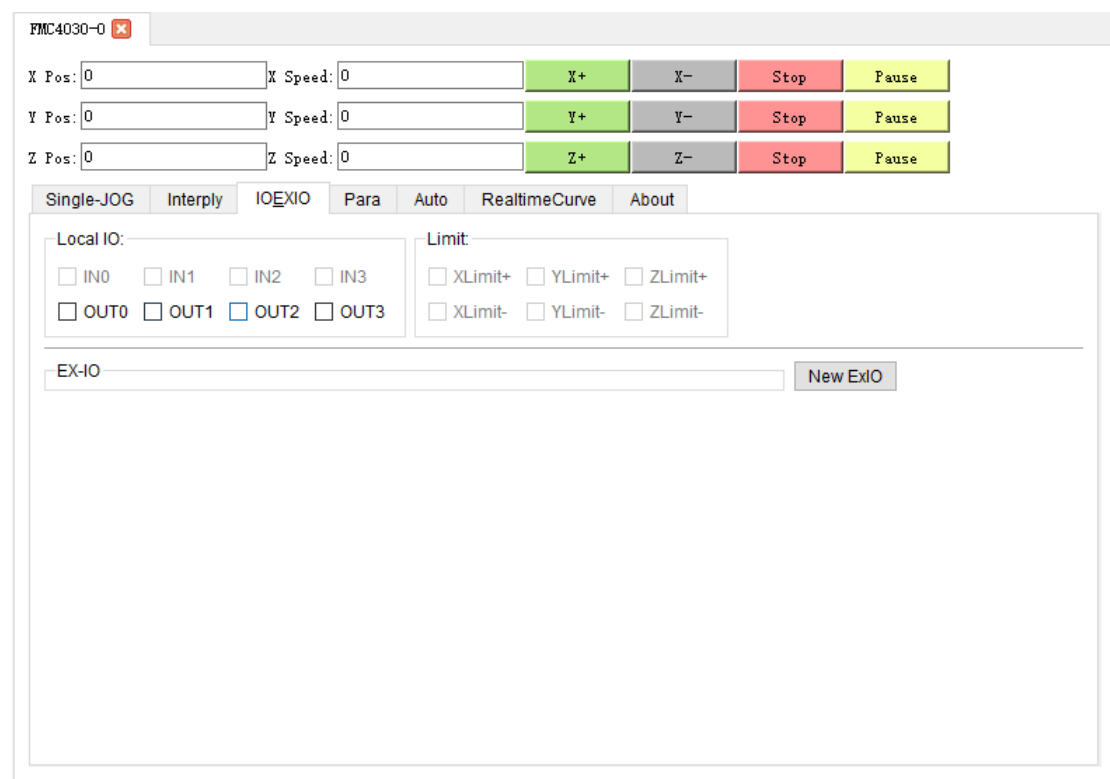 FMC4030-0
X Pos: 0 X Speed: 0 X+ X- Stop Pause
Y Pos: 0 Y Speed: 0 Y+ Y- Stop Pause
Z Pos: 0 Z Speed: 0 Z+ Z- Stop Pause
Single-JOG Interply IOEXIO Para Auto RealtimeCurve About
Local IO: Limit:
IN0 IN1 IN2 IN3 XLimit+ YLimit+ ZLimit+
OUT0 OUT1 OUT2 OUT3 XLimit- YLimit- ZLimit-
EX-IO New ExIO